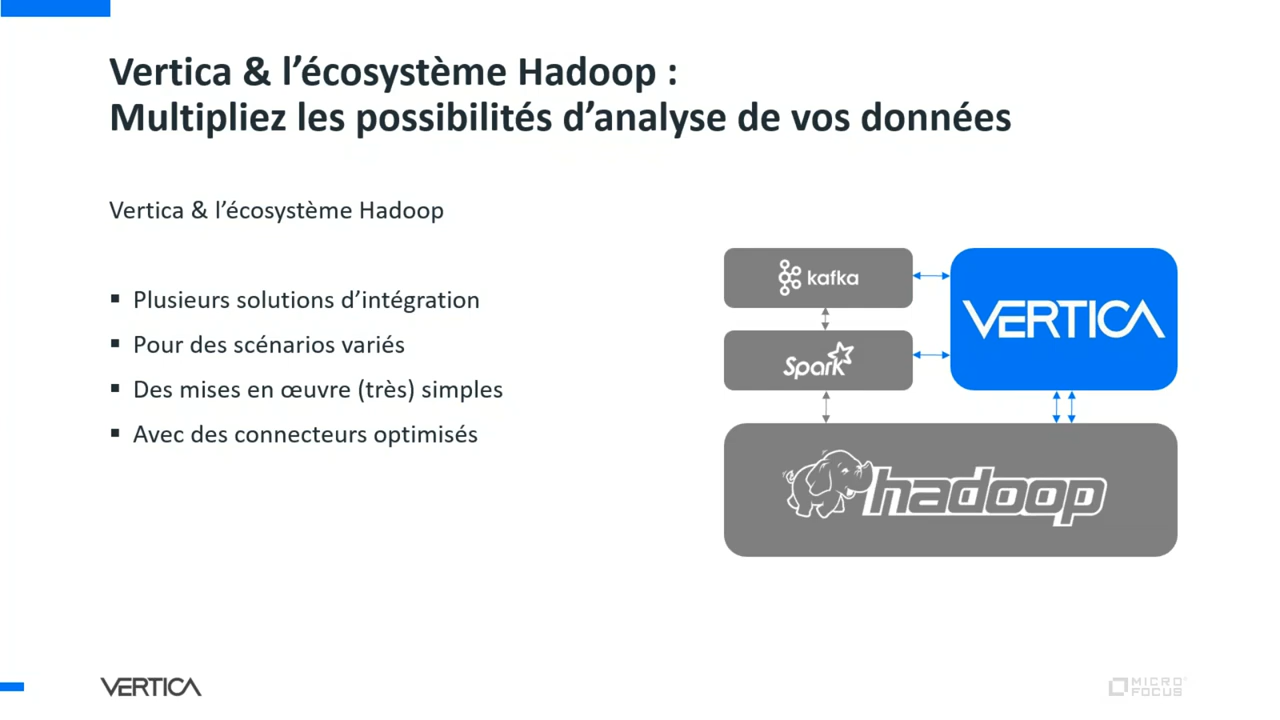 Vertica & l’écosystème Hadoop :
Multipliez les possibilités d’analyse de vos données
Vertica & l’écosystème Hadoop
▪ Plusieurs solutions d’intégration
▪ Pour des scénarios variés
▪ Des mises en œuvre (très) simples
▪ Avec des connecteurs optimisés
kafka
Spark
VERTICA
hadoop
VERTICA
MICRO
FOCUS